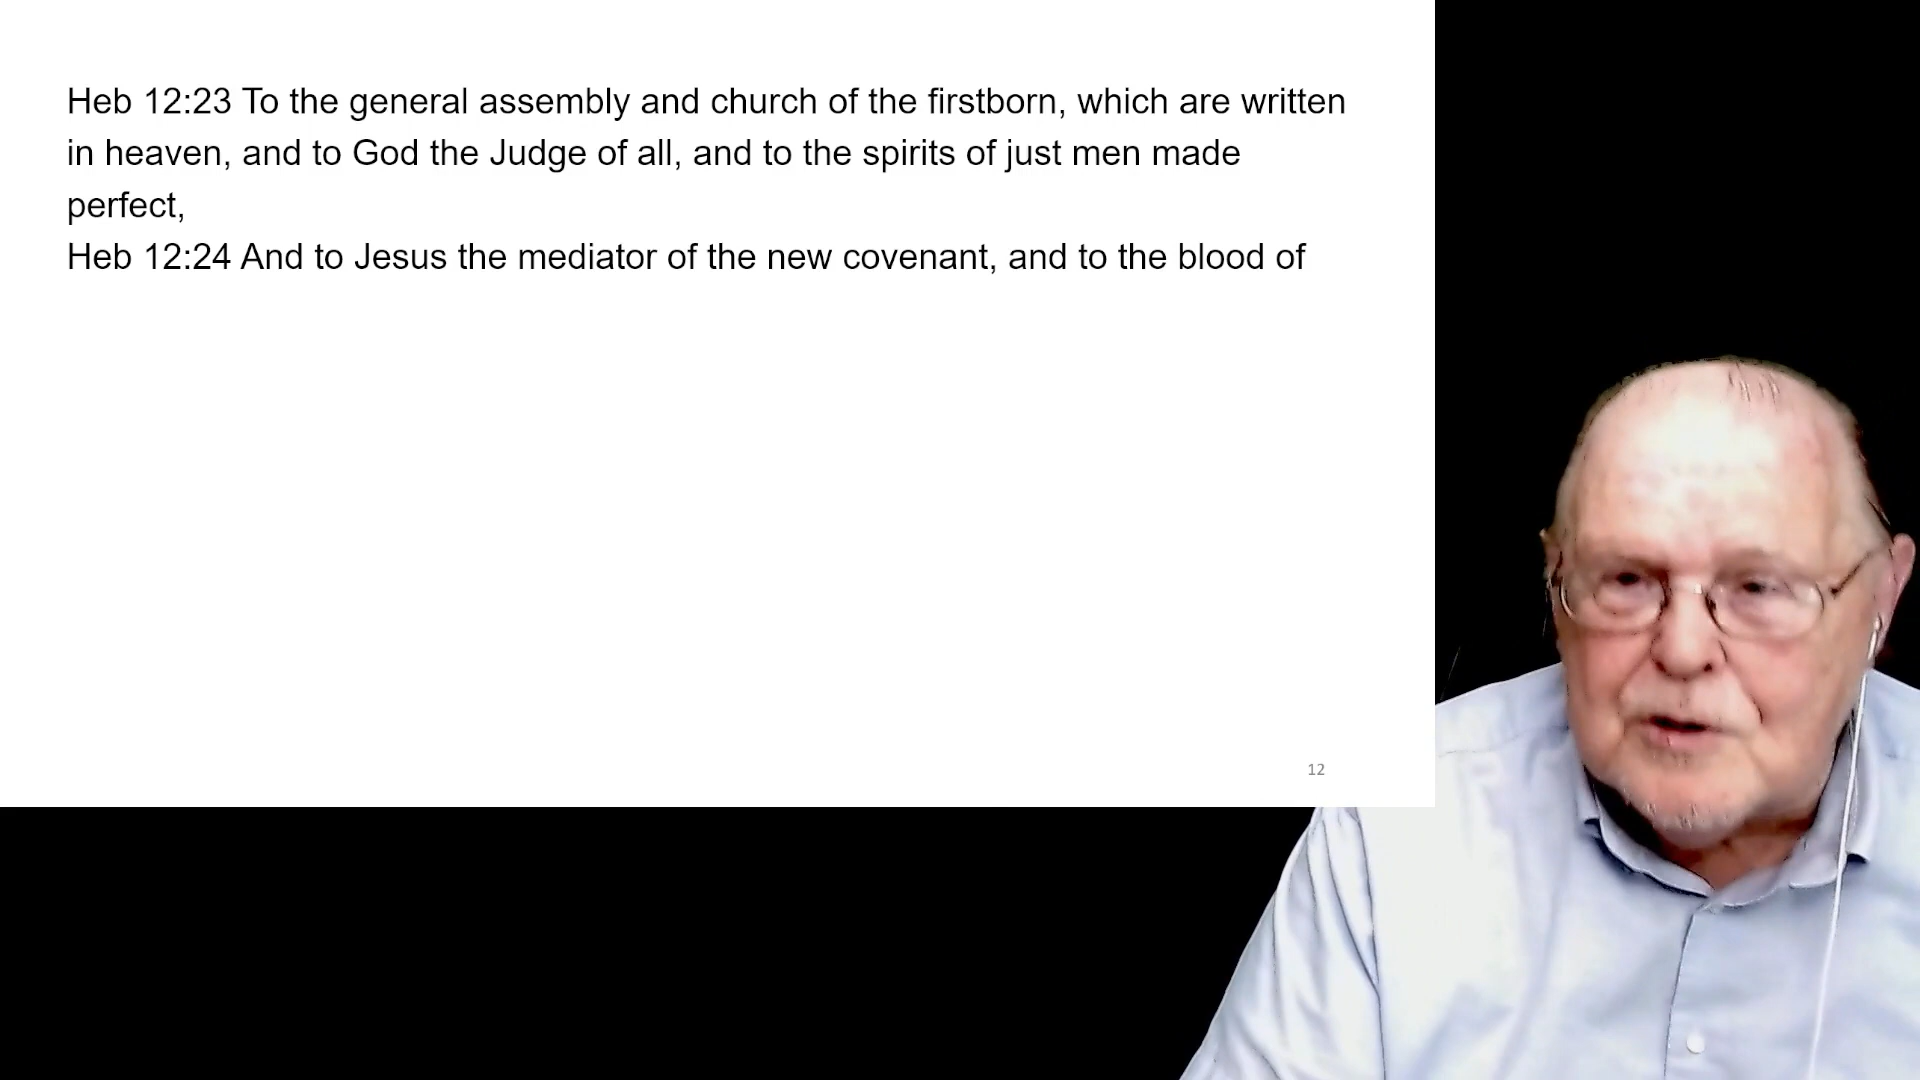 Heb 12:23 To the general assembly and church of the firstborn, which are written
in heaven, and to God the Judge of all, and to the spirits of just men made
perfect,
Heb 12:24 And to Jesus the mediator of the new covenant, and to the blood of
12